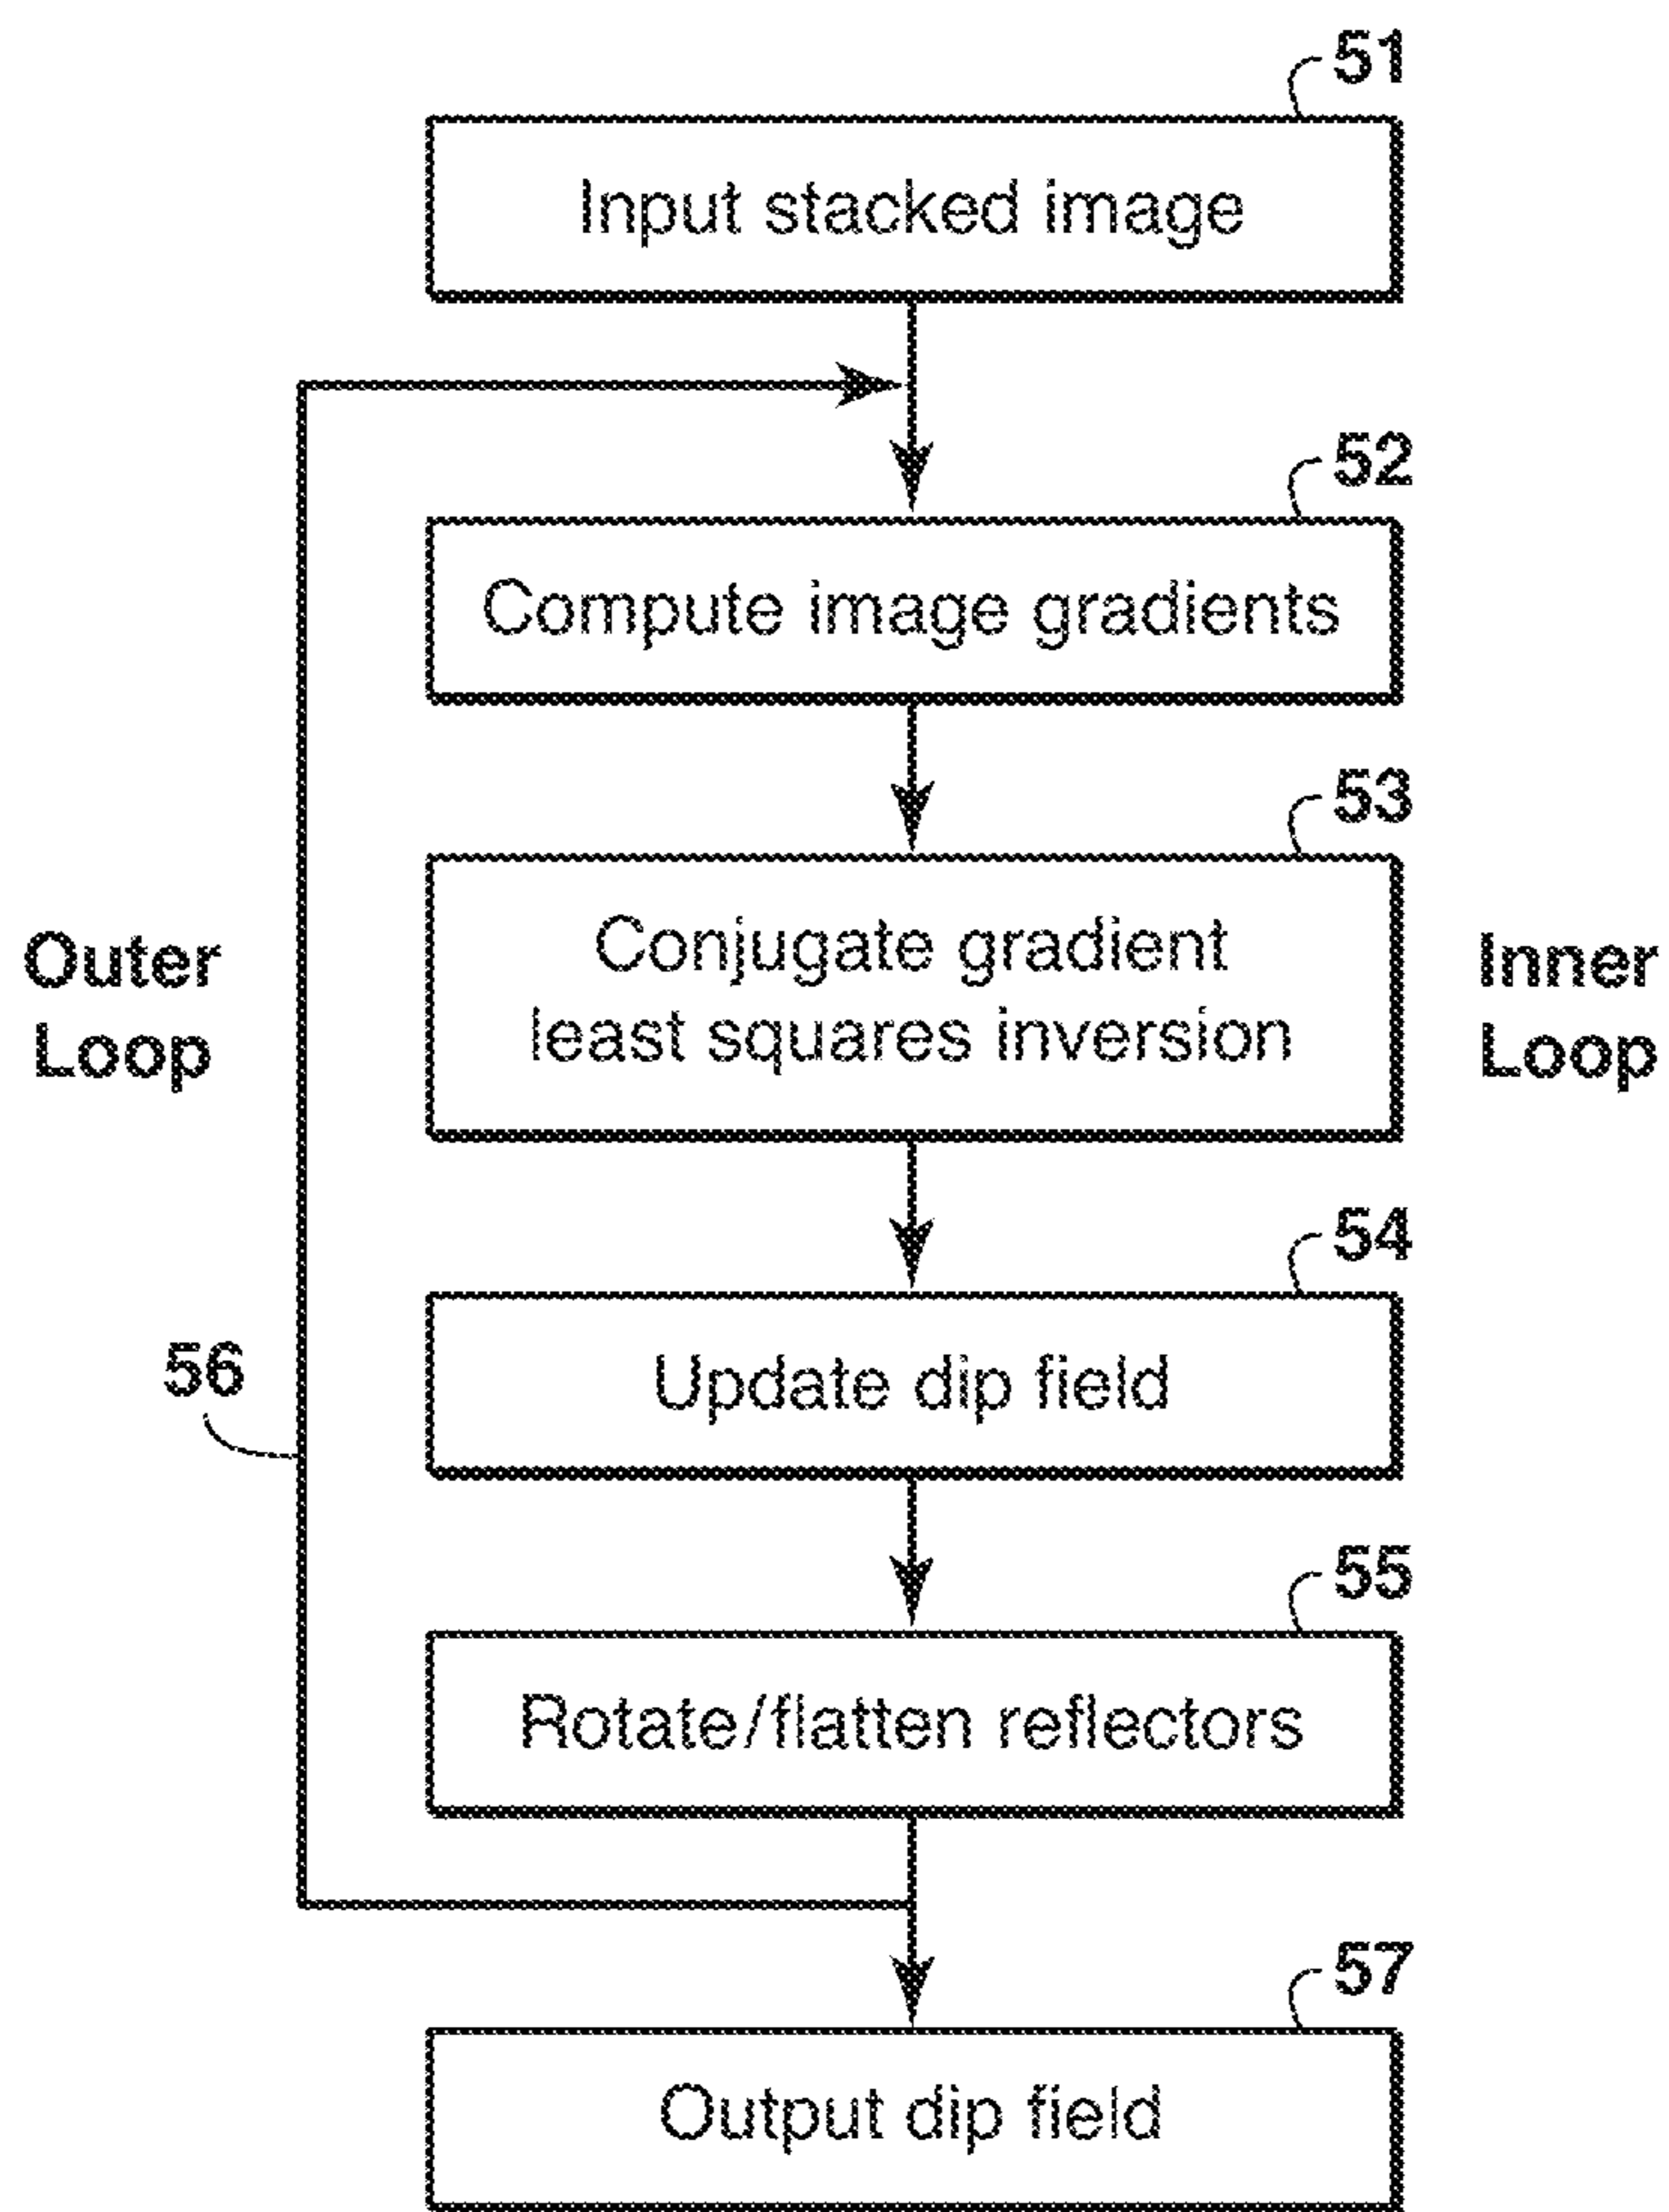 51
Input stacked image
52
Compute image gradients
53
Conjugate gradient
least squares inversion
Outer
Loop
Inner
Loop
54
Update dip field
56
55
Rotate/flatten reflectors
57
Output dip field